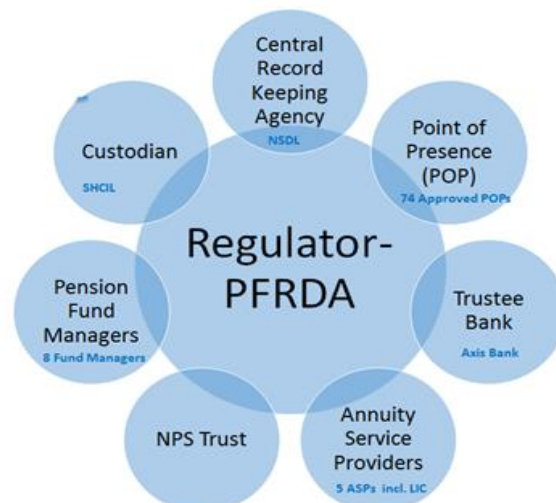 Central
Record
Keeping
Agency
NSDL
Point of
Presence
(POP)
74 Approved POPs
Trustee
Bank
Axis Bank
Annuity
Service
Providers
5 ASPs incl. LIC
NPS Trust
Pension
Fund
Managers
8 Fund Managers
Custodian
SHCIL
Regulator-
PFRDA